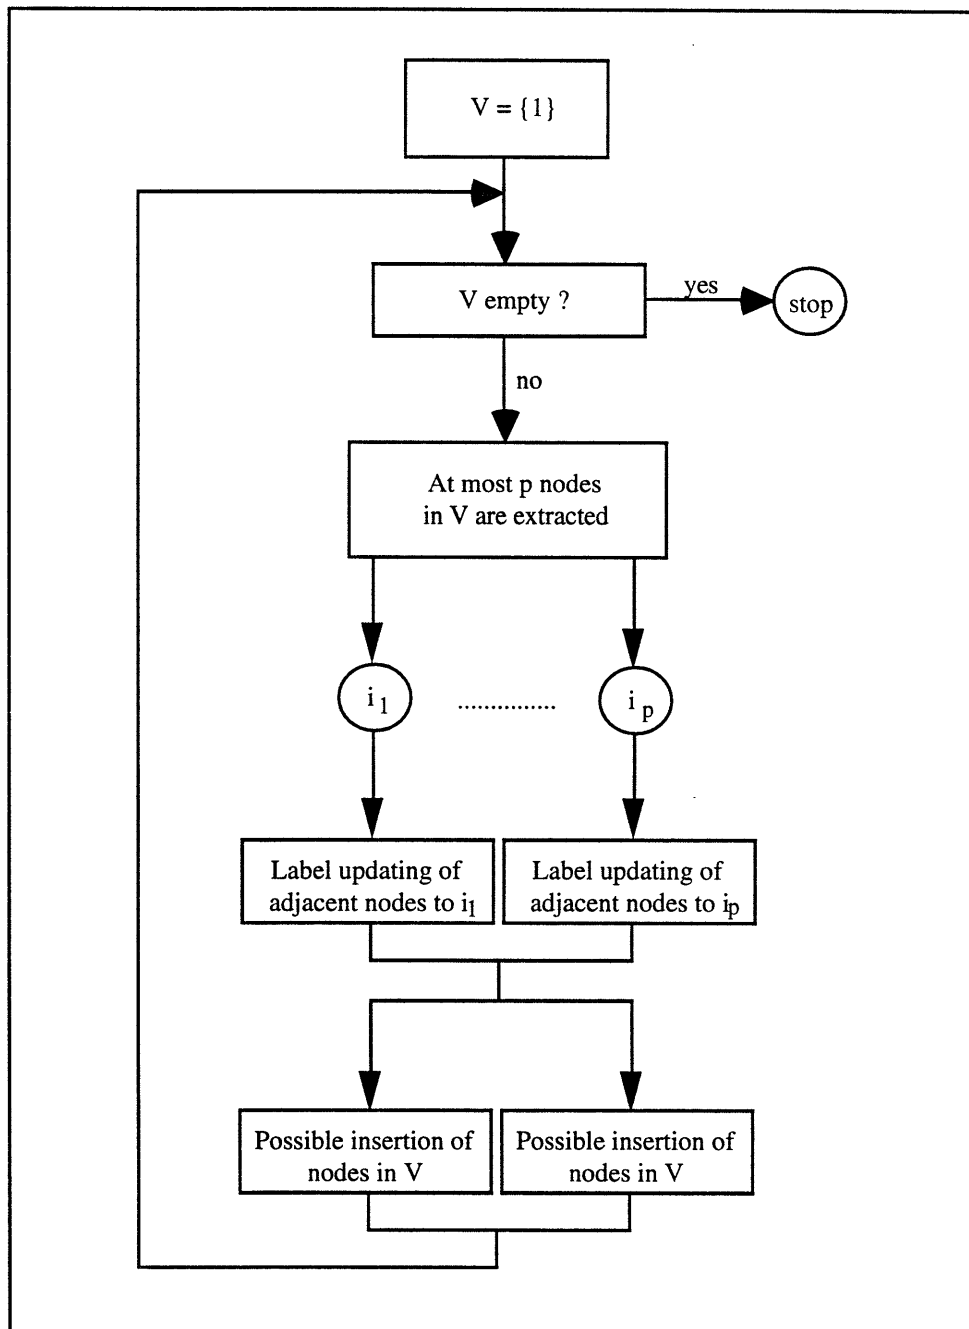 V = {1}
V empty ?
yes
stop
no
At most p nodes
in V are extracted
i1
...............
ip
Label updating of
adjacent nodes to i1
Label updating of
adjacent nodes to ip
Possible insertion of
nodes in V
Possible insertion of
nodes in V